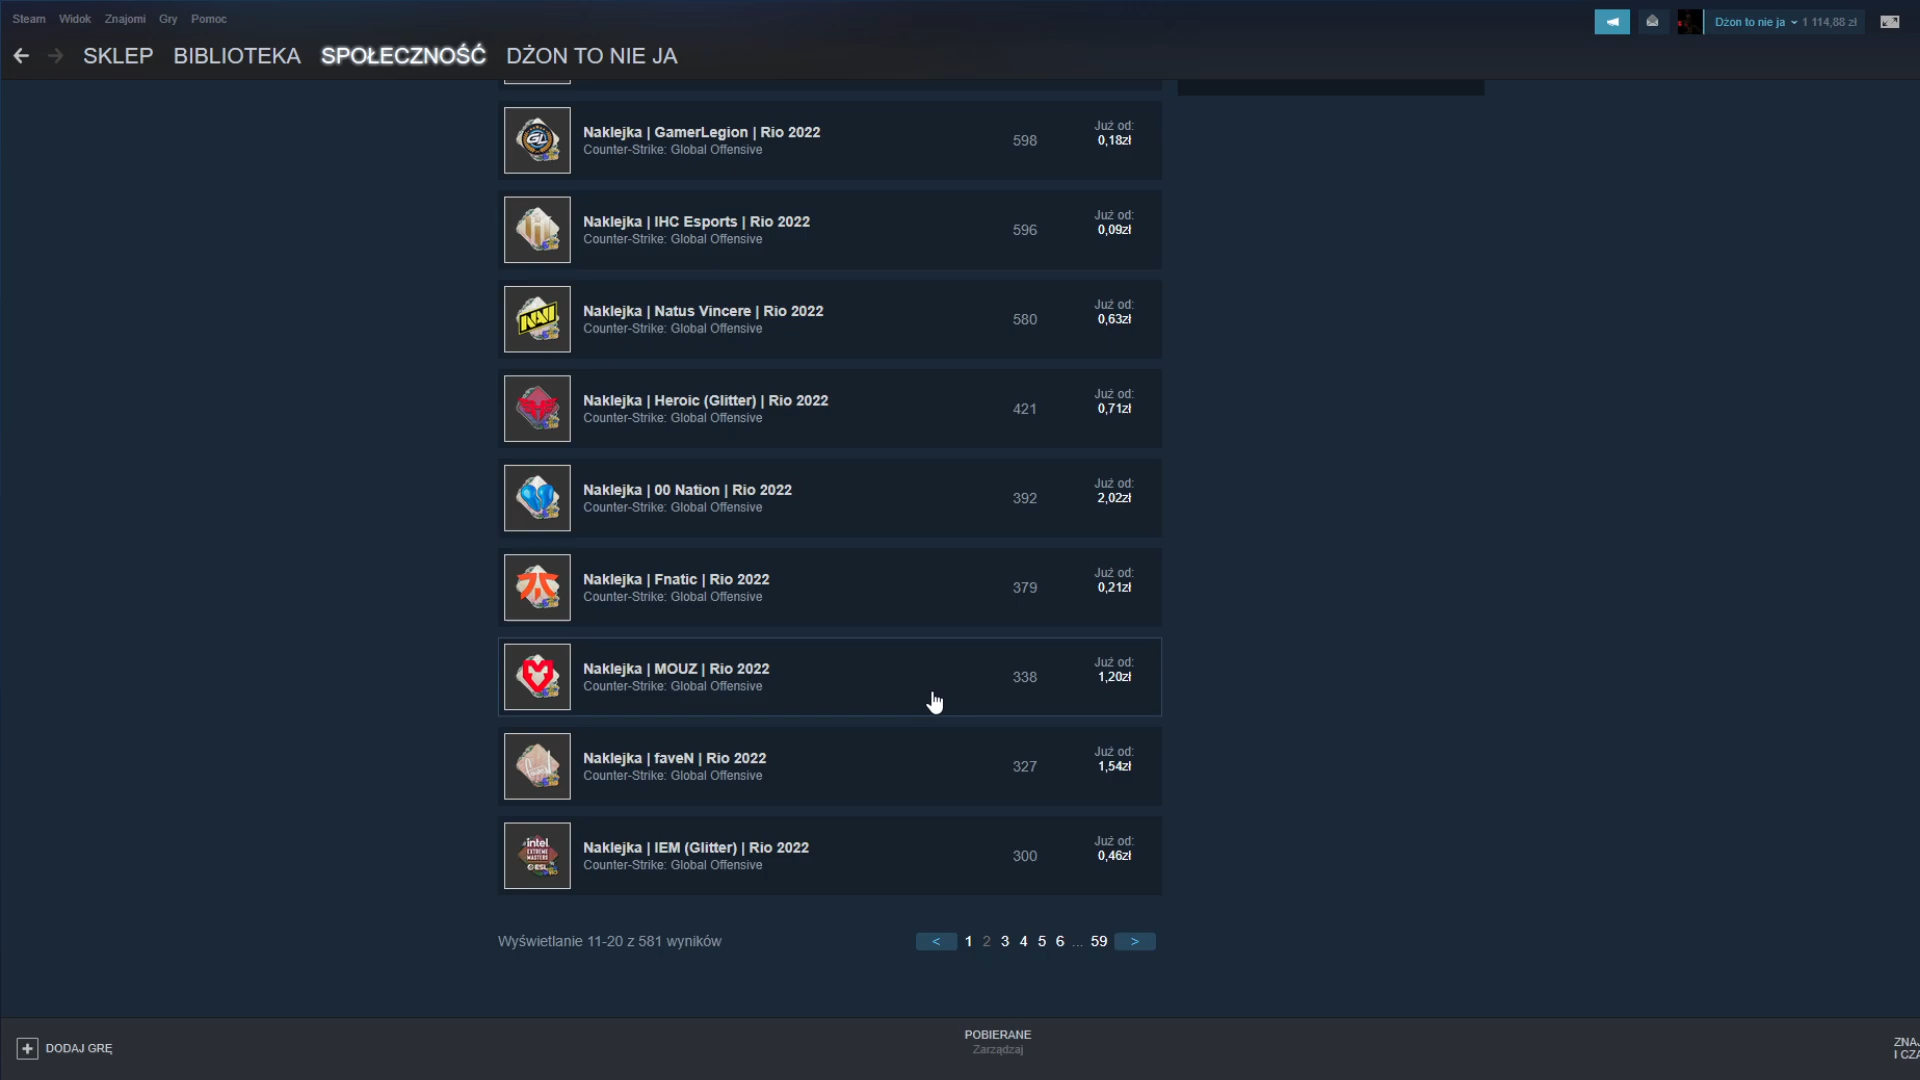 Steam Widok Znajomi Gry Pomoc
Dżon to nie ja 1 114,88 zł
SKLEP BIBLIOTEKA SPOŁECZNOŚĆ DŻON TO NIE JA
Naklejka | GamerLegion | Rio 2022
Counter-Strike: Global Offensive
598
Już od:
0,18zł
Naklejka | IHC Esports | Rio 2022
Counter-Strike: Global Offensive
596
Już od:
0,09zł
NAVI
Naklejka | Natus Vincere | Rio 2022
Counter-Strike: Global Offensive
580
Już od:
0,63zł
Naklejka | Heroic (Glitter) | Rio 2022
Counter-Strike: Global Offensive
421
Już od:
0,71zł
Naklejka | 00 Nation | Rio 2022
Counter-Strike: Global Offensive
392
Już od:
2,02zł
Naklejka | Fnatic | Rio 2022
Counter-Strike: Global Offensive
379
Już od:
0,21zł
Naklejka | MOUZ | Rio 2022
Counter-Strike: Global Offensive
338
Już od:
1,20zł
Naklejka | faveN | Rio 2022
Counter-Strike: Global Offensive
327
Już od:
1,54zł
intel
EXTREME
MASTERS
ESL
Naklejka | IEM (Glitter) | Rio 2022
Counter-Strike: Global Offensive
300
Już od:
0,46zł
Wyświetlanie 11-20 z 581 wyników
< 1 2 3 4 5 6 ... 59 >
+ DODAJ GRĘ
POBIERANE
Zarządzaj
ZNAJ
I CZA